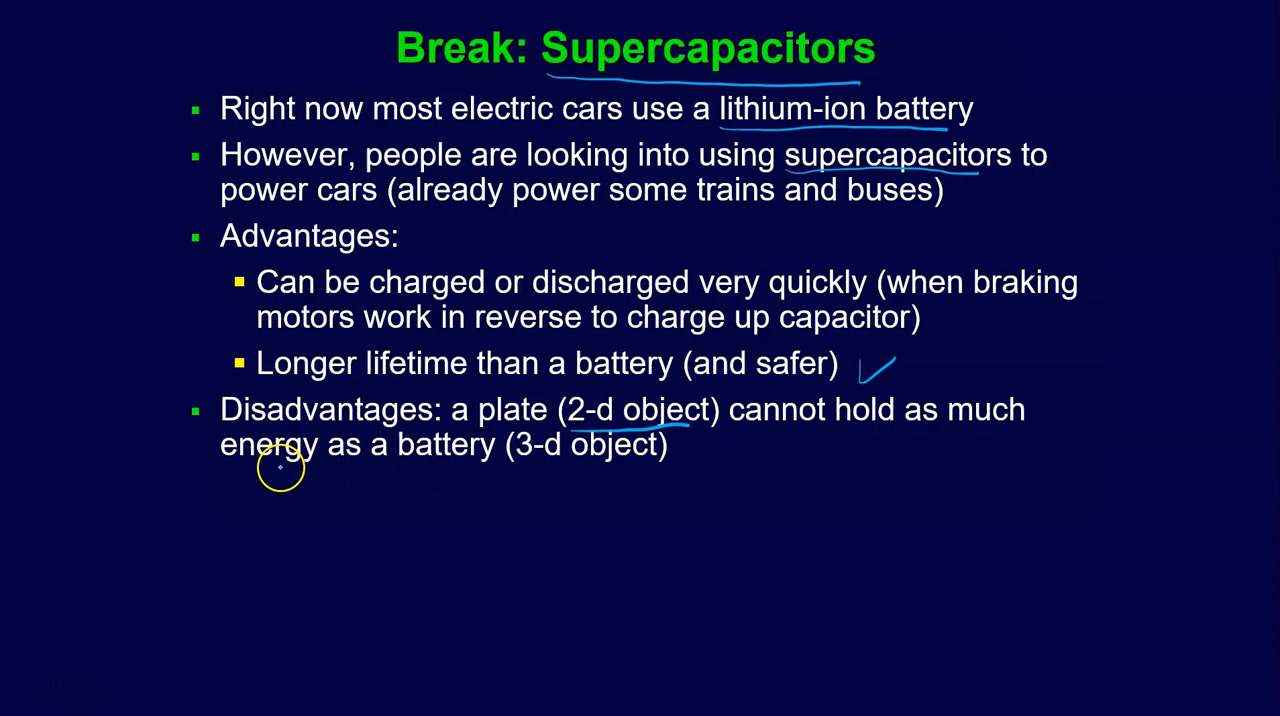 Break: Supercapacitors
▪ Right now most electric cars use a lithium-ion battery
▪ However, people are looking into using supercapacitors to
power cars (already power some trains and buses)
▪ Advantages:
▪ Can be charged or discharged very quickly (when braking
motors work in reverse to charge up capacitor)
▪ Longer lifetime than a battery (and safer)
▪ Disadvantages: a plate (2-d object) cannot hold as much
energy as a battery (3-d object)